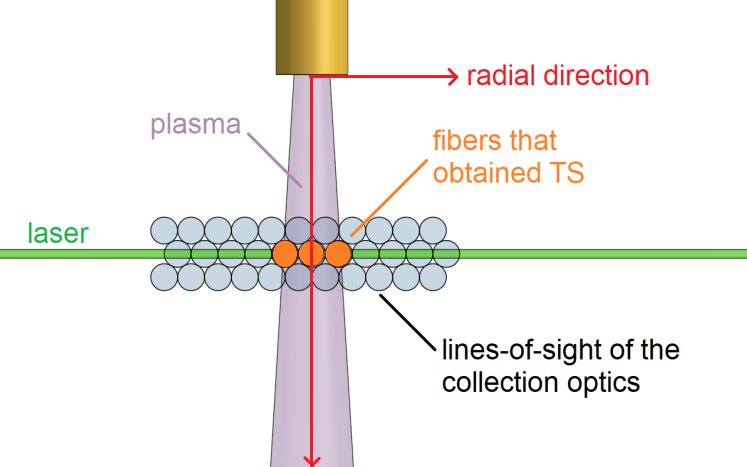 radial direction
plasma
fibers that
obtained TS
laser
lines-of-sight of the
collection optics